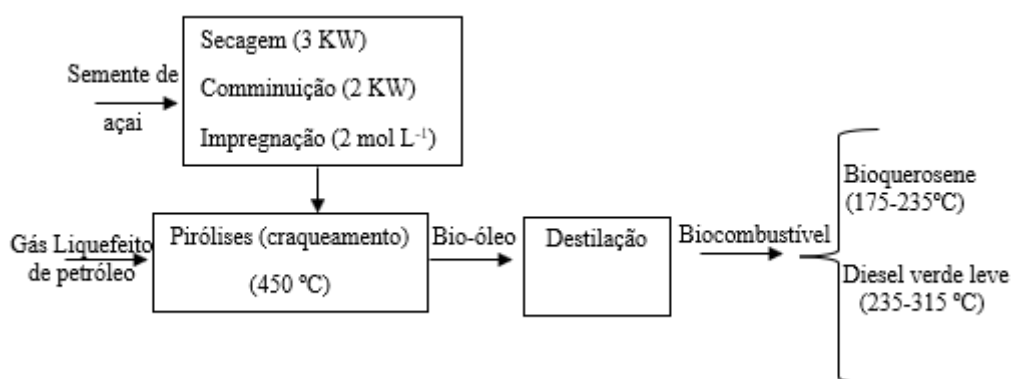 Secagem (3 KW)
Semente de
açai
Comminuição (2 KW)
Impregnação (2 mol L⁻¹)
Gás Liquefeito
de petróleo
Pirólises (craqueamento)
(450 ºC)
Bio-óleo
Destilação
Biocombustível
Bioquerosene
(175-235ºC)
Diesel verde leve
(235-315 ºC)